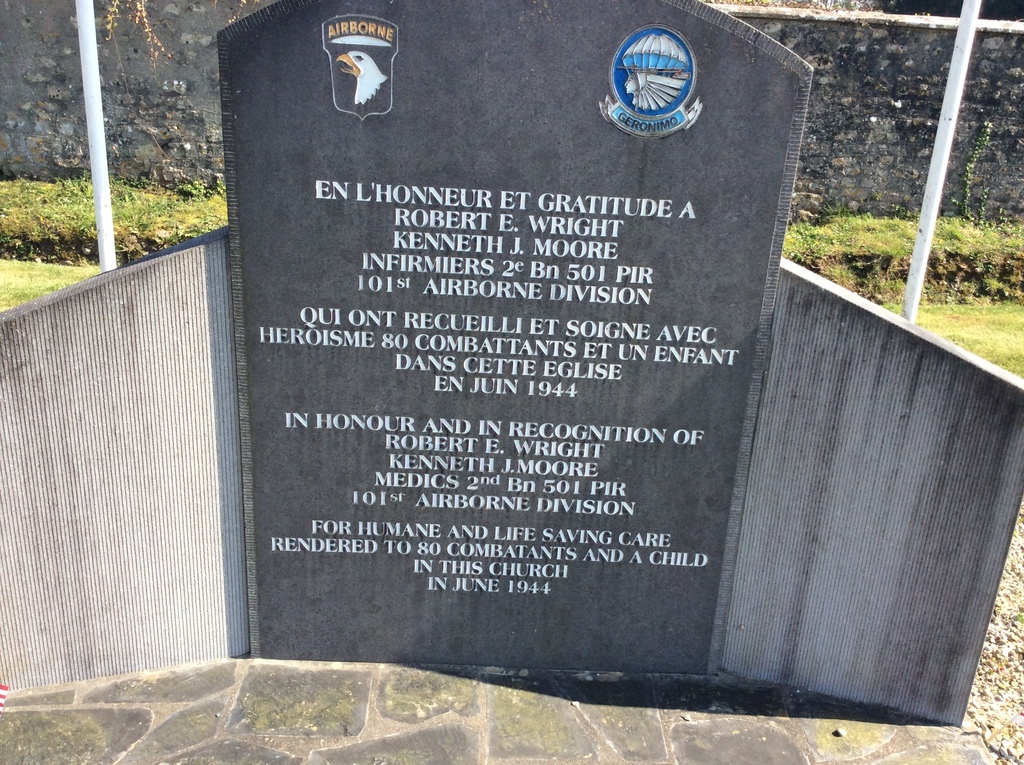 AIRBORNE
GERONIMO
EN L'HONNEUR ET GRATITUDE A
ROBERT E. WRIGHT
KENNETH J. MOORE
INFIRMIERS 2e Bn 501 PIR
101st AIRBORNE DIVISION
QUI ONT RECUEILLI ET SOIGNE AVEC
HEROISME 80 COMBATTANTS ET UN ENFANT
DANS CETTE EGLISE
EN JUIN 1944
IN HONOUR AND IN RECOGNITION OF
ROBERT E. WRIGHT
KENNETH J.MOORE
MEDICS 2nd Bn 501 PIR
101st AIRBORNE DIVISION
FOR HUMANE AND LIFE SAVING CARE
RENDERED TO 80 COMBATANTS AND A CHILD
IN THIS CHURCH
IN JUNE 1944